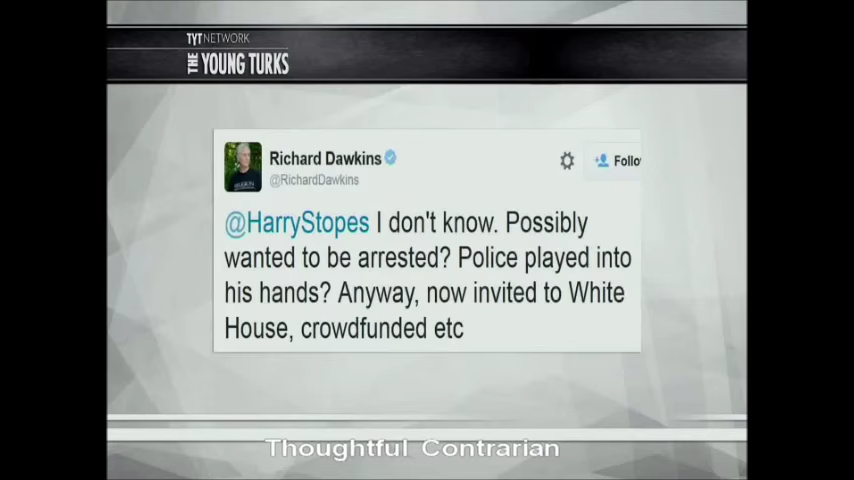 TYT NETWORK
THE YOUNG TURKS
Richard Dawkins
@RichardDawkins
Follo
@HarryStopes I don't know. Possibly
wanted to be arrested? Police played into
his hands? Anyway, now invited to White
House, crowdfunded etc
Thoughtful Contrarian